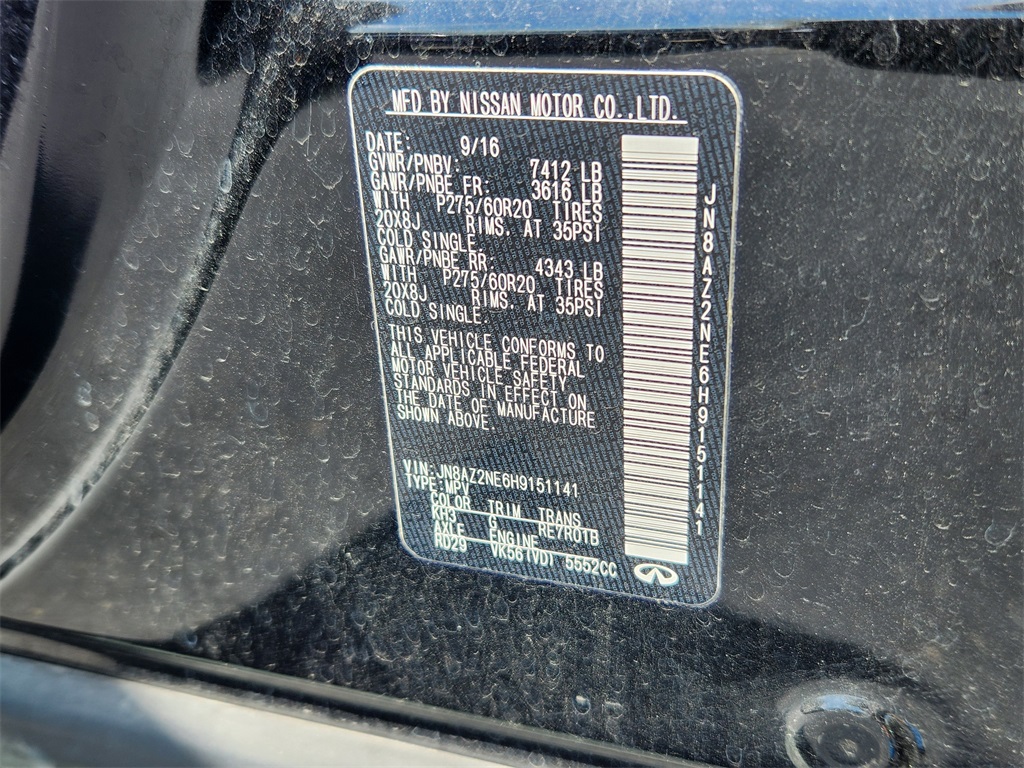 MFD BY NISSAN MOTOR CO.,LTD.
DATE: 9/16
GVWR/PNBV: 7412 LB
GAWR/PNBE FR: 3616 LB
WITH P275/60R20 TIRES
20X8J RIMS. AT 35PSI
COLD SINGLE.
GAWR/PNBE RR: 4343 LB
WITH P275/60R20 TIRES
20X8J RIMS. AT 35PSI
COLD SINGLE.
THIS VEHICLE CONFORMS TO
ALL APPLICABLE FEDERAL
MOTOR VEHICLE SAFETY
STANDARDS IN EFFECT ON
THE DATE OF MANUFACTURE
SHOWN ABOVE.
VIN:JN8AZ2NE6H9151141
TYPE:MPV
COLOR TRIM TRANS
KH3 G RE7R01B
AXLE ENGINE
RD29 VK56(VD) 5552CC
JN8AZ2NE6H9151141